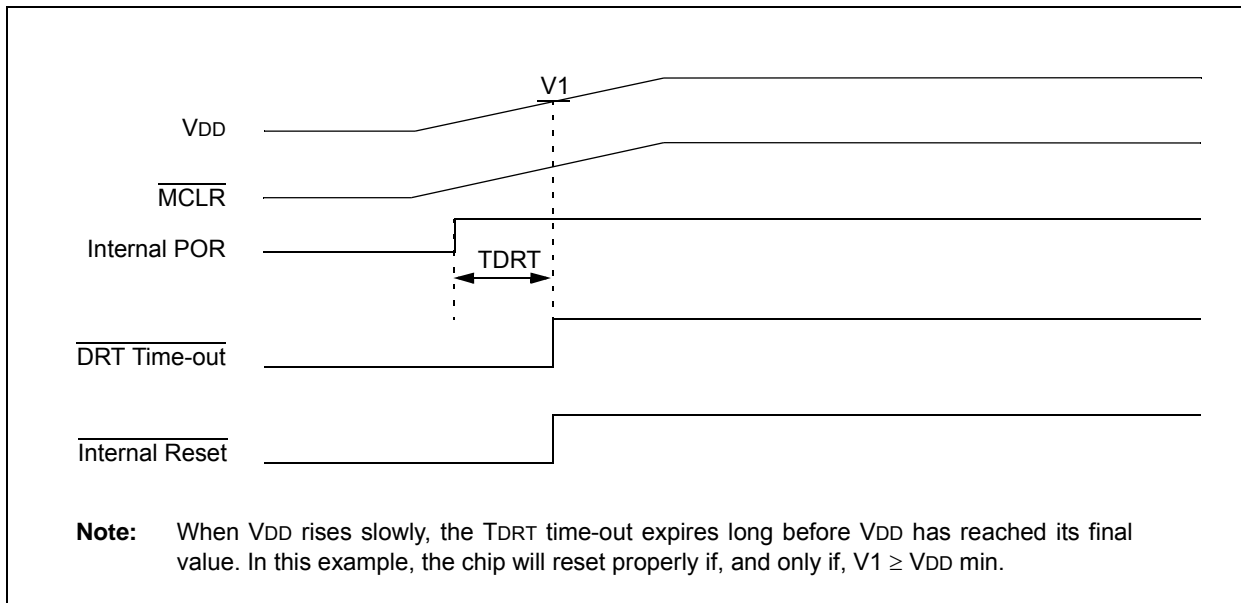 V1
VDD
MCLR
Internal POR
TDRT
DRT Time-out
Internal Reset
Note: When VDD rises slowly, the TDRT time-out expires long before VDD has reached its final
value. In this example, the chip will reset properly if, and only if, V1 ≥ VDD min.